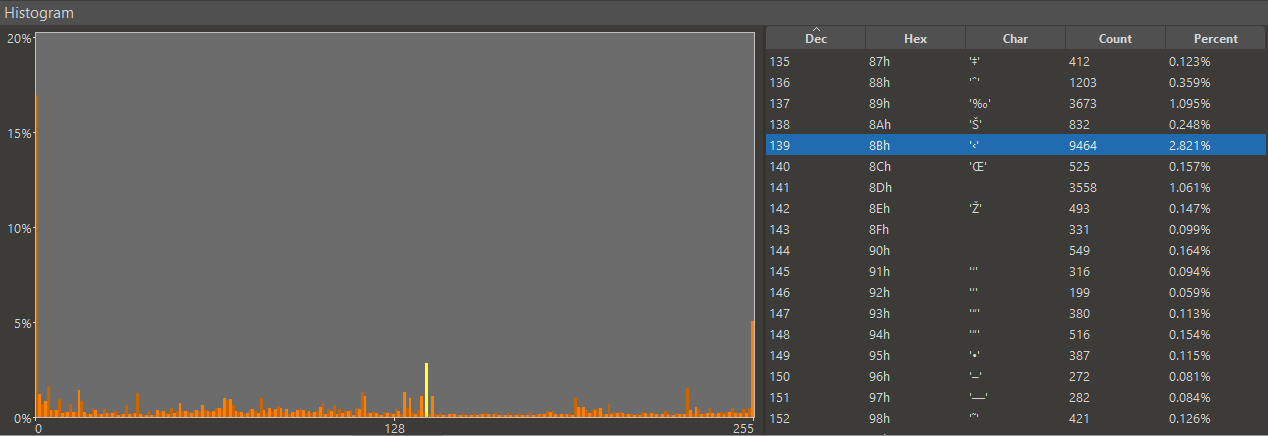 Histogram
20%
15%
10%
5%
0%
0 128 255
Dec Hex Char Count Percent
135 87h '‡' 412 0.123%
136 88h 'ˆ' 1203 0.359%
137 89h '‰' 3673 1.095%
138 8Ah 'Š' 832 0.248%
139 8Bh '‹' 9464 2.821%
140 8Ch 'Œ' 525 0.157%
141 8Dh 3558 1.061%
142 8Eh 'Ž' 493 0.147%
143 8Fh 331 0.099%
144 90h 549 0.164%
145 91h '‘' 316 0.094%
146 92h '’' 199 0.059%
147 93h '“' 380 0.113%
148 94h '”' 516 0.154%
149 95h '•' 387 0.115%
150 96h '–' 272 0.081%
151 97h '—' 282 0.084%
152 98h '˜' 421 0.126%